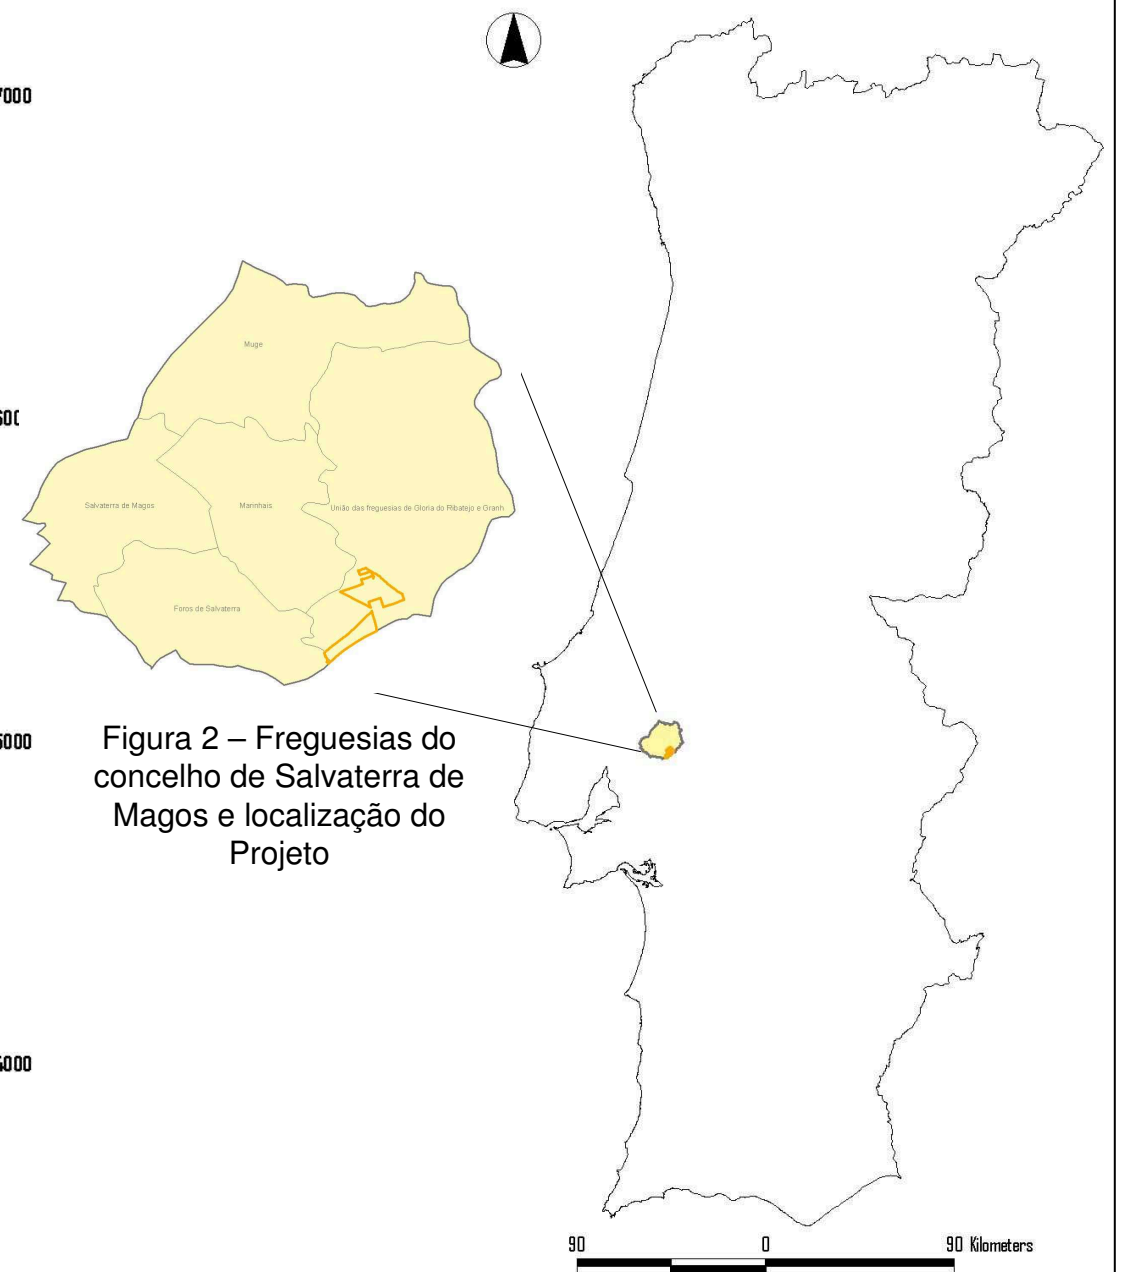 7000
Muge
Salvaterra de Magos
Marinhais
União das freguesias de Gloria do Ribatejo e Granh
Foros de Salvaterra
5000
Figura 2 – Freguesias do
concelho de Salvaterra de
Magos e localização do
Projeto
90 0 90 Kilometers